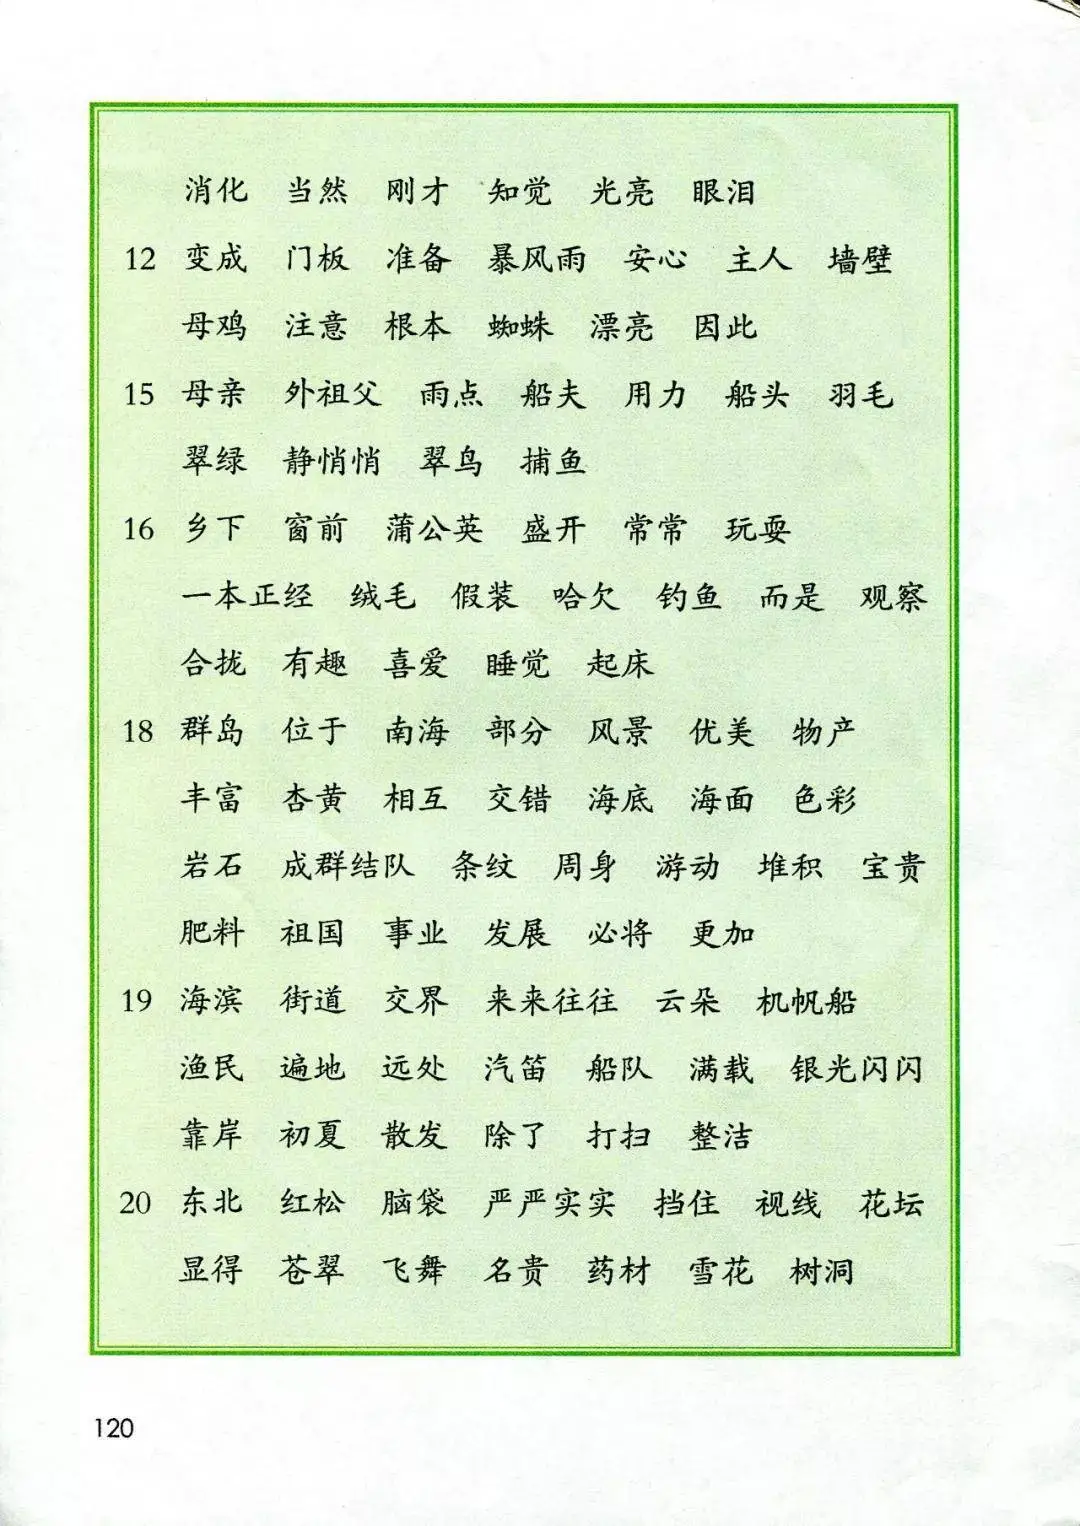 消化 当然 刚才 知觉 光亮 眼泪
12 变成 门板 准备 暴风雨 安心 主人 墙壁
母鸡 注意 根本 蜘蛛 漂亮 因此
15 母亲 外祖父 雨点 船夫 用力 船头 羽毛
翠绿 静悄悄 翠鸟 捕鱼
16 乡下 窗前 蒲公英 盛开 常常 玩耍
一本正经 绒毛 假装 哈欠 钓鱼 而是 观察
合拢 有趣 喜爱 睡觉 起床
18 群岛 位于 南海 部分 风景 优美 物产
丰富 杏黄 相互 交错 海底 海面 色彩
岩石 成群结队 条纹 周身 游动 堆积 宝贵
肥料 祖国 事业 发展 必将 更加
19 海滨 街道 交界 来来往往 云朵 机帆船
渔民 遍地 远处 汽笛 船队 满载 银光闪闪
靠岸 初夏 散发 除了 打扫 整洁
20 东北 红松 脑袋 严严实实 挡住 视线 花坛
显得 苍翠 飞舞 名贵 药材 雪花 树洞
120